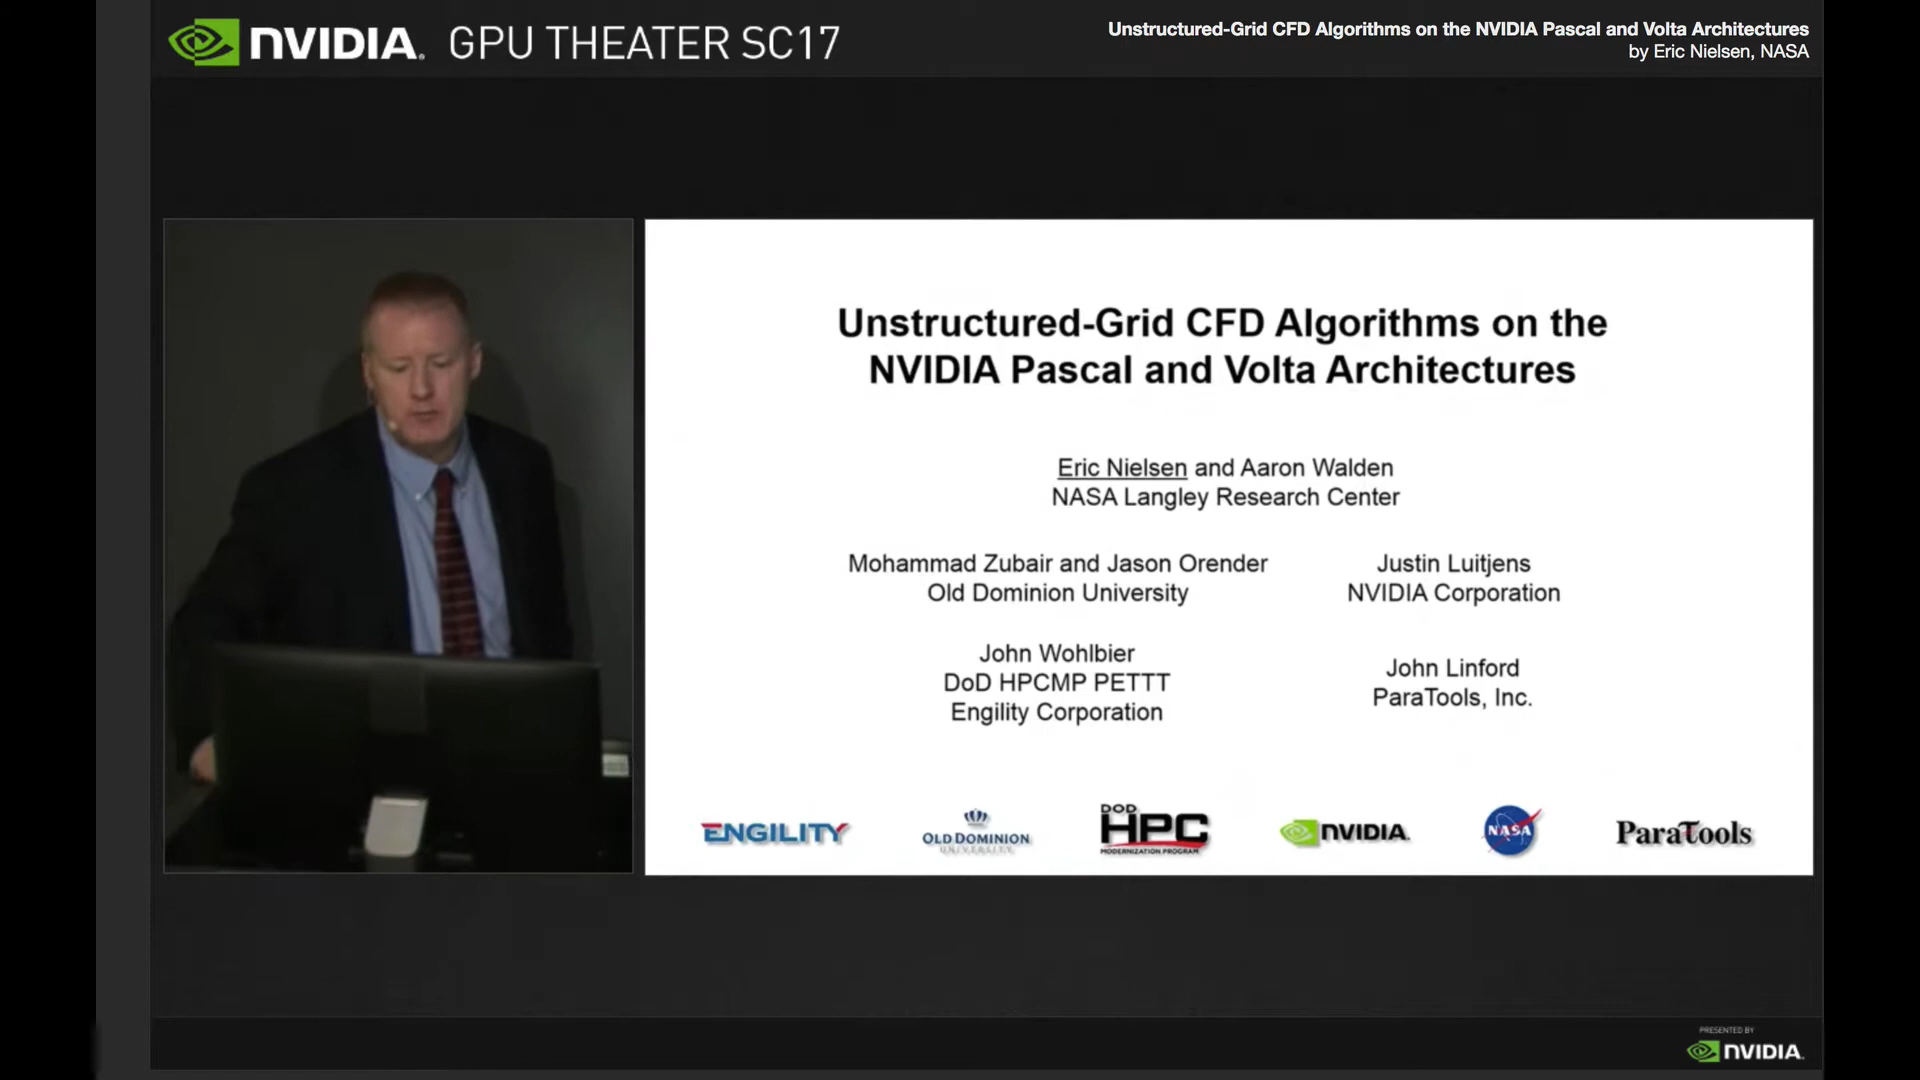 NVIDIA. GPU THEATER SC17
Unstructured-Grid CFD Algorithms on the NVIDIA Pascal and Volta Architectures
by Eric Nielsen, NASA
Unstructured-Grid CFD Algorithms on the
NVIDIA Pascal and Volta Architectures
Eric Nielsen and Aaron Walden
NASA Langley Research Center
Mohammad Zubair and Jason Orender
Old Dominion University
Justin Luitjens
NVIDIA Corporation
John Wohlbier
DoD HPCMP PETTT
Engility Corporation
John Linford
ParaTools, Inc.
ENGILITY
OLD DOMINION
UNIVERSITY
DOD
HPC
MODERNIZATION PROGRAM
NVIDIA.
NASA
ParaTools
PRESENTED BY
NVIDIA.